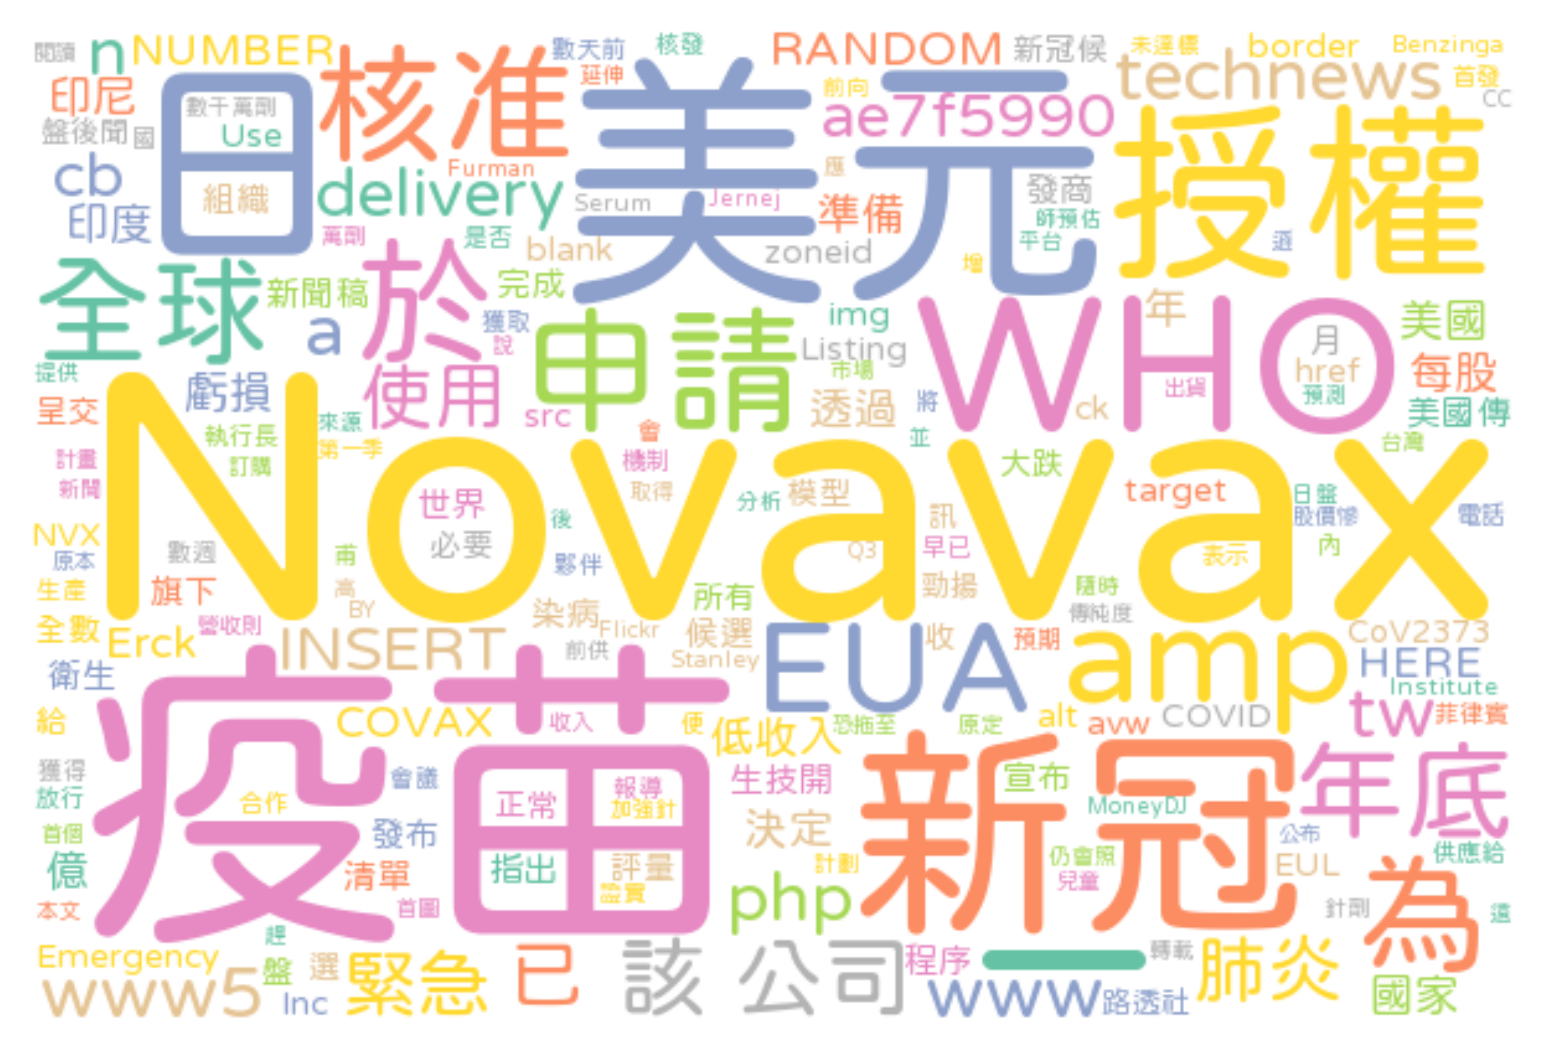 閱讀
n
NUMBER
核准
數天前
延伸
核發
RANDOM
新冠候
未達標
border
Benzinga
technews
首發
CC
印尼
日
數千萬劑
Use
組織
盤後聞
國
cb
印度
Furman
delivery
美元
前向
ae7f5990
授權
應
Serum
Jernej
準備
發商
師預估
平台
萬劑
是否
blank
zoneid
增
全球
新聞稿
於
完成
a
獲取
說
申請
img
Listing
市場
WHO
年
月
href
預測
出貨
美國
每股
美國傳
提供
虧損
使用
src
透過
將
ck
並
呈交
執行長
訂購
來源
第一季
會
機制
台灣
計畫
新聞
Novavax
世界
必要
取得
分析
模型
大跌
target
日盤
股價慘
內
電話
NVX
原本
數週
後
訊
早已
Q3
表示
生產
旗下
甫
高
BY
夥伴
所有
勁揚
隨時
傳純度
全數
Erck
營收則
INSERT
染病
Flickr
前供
候選
Stanley
EUA
收
預期
amp
CoV2373
HERE
Institute
衛生
疫苗
給
COVAX
收入
便
低收入
恐拖至
原定
alt
avw
COVID
tw
菲律賓
獲得
放行
會議
合作
正常
報導
加強針
生技開
新冠
宣布
MoneyDJ
年底
首個
發布
決定
公布
億
清單
指出
評量
證實
計劃
php
仍會照
兒童
EUL
供應給
本文
首圖
針劑
為
這
趕
Emergency
盤
選
緊急
已
該
公司
程序
一
轉載
肺炎
www5
Inc
www
路透社
國家